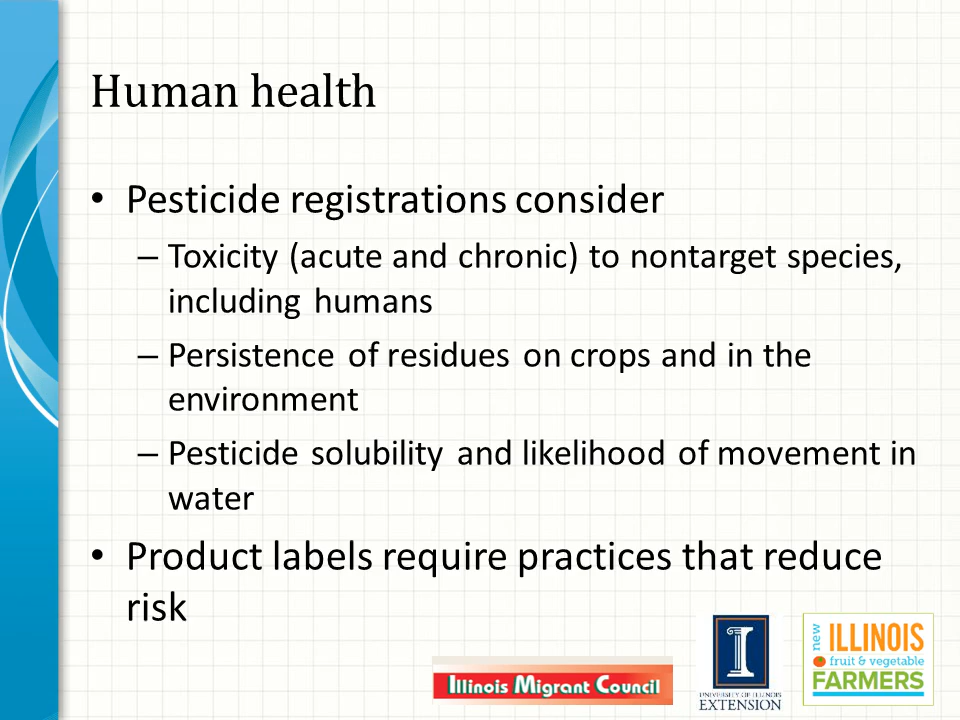 Human health
• Pesticide registrations consider
– Toxicity (acute and chronic) to nontarget species,
including humans
– Persistence of residues on crops and in the
environment
– Pesticide solubility and likelihood of movement in
water
• Product labels require practices that reduce
risk
Illinois Migrant Council
I
UNIVERSITY OF ILLINOIS
EXTENSION
new
ILLINOIS
fruit & vegetable
FARMERS